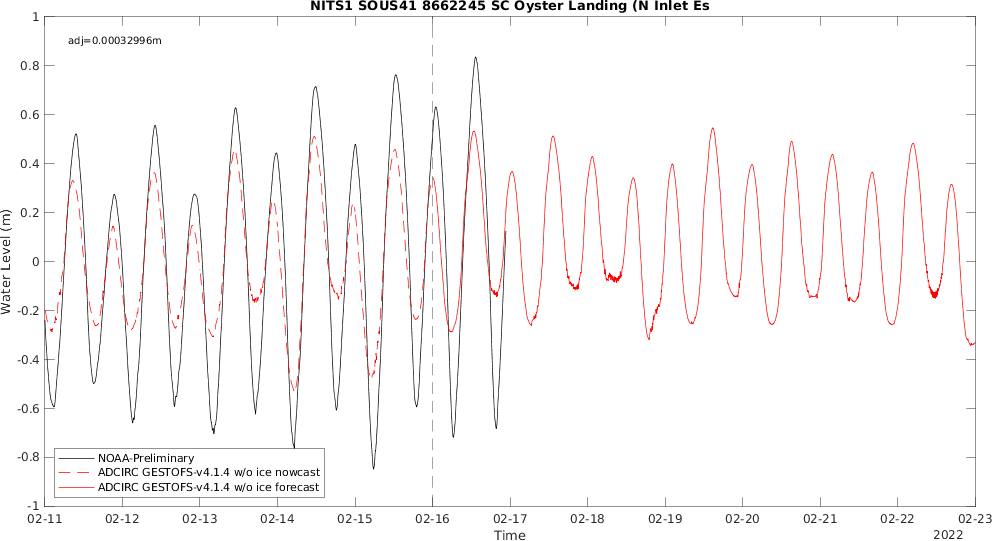 NITS1 SOUS41 8662245 SC Oyster Landing (N Inlet Es
adj=0.00032996m
1
0.8
0.6
0.4
0.2
0
-0.2
-0.4
-0.6
-0.8
-1
Water Level (m)
NOAA-Preliminary
ADCIRC GESTOFS-v4.1.4 w/o ice nowcast
ADCIRC GESTOFS-v4.1.4 w/o ice forecast
02-11 02-12 02-13 02-14 02-15 02-16 02-17 02-18 02-19 02-20 02-21 02-22 02-23
Time
2022